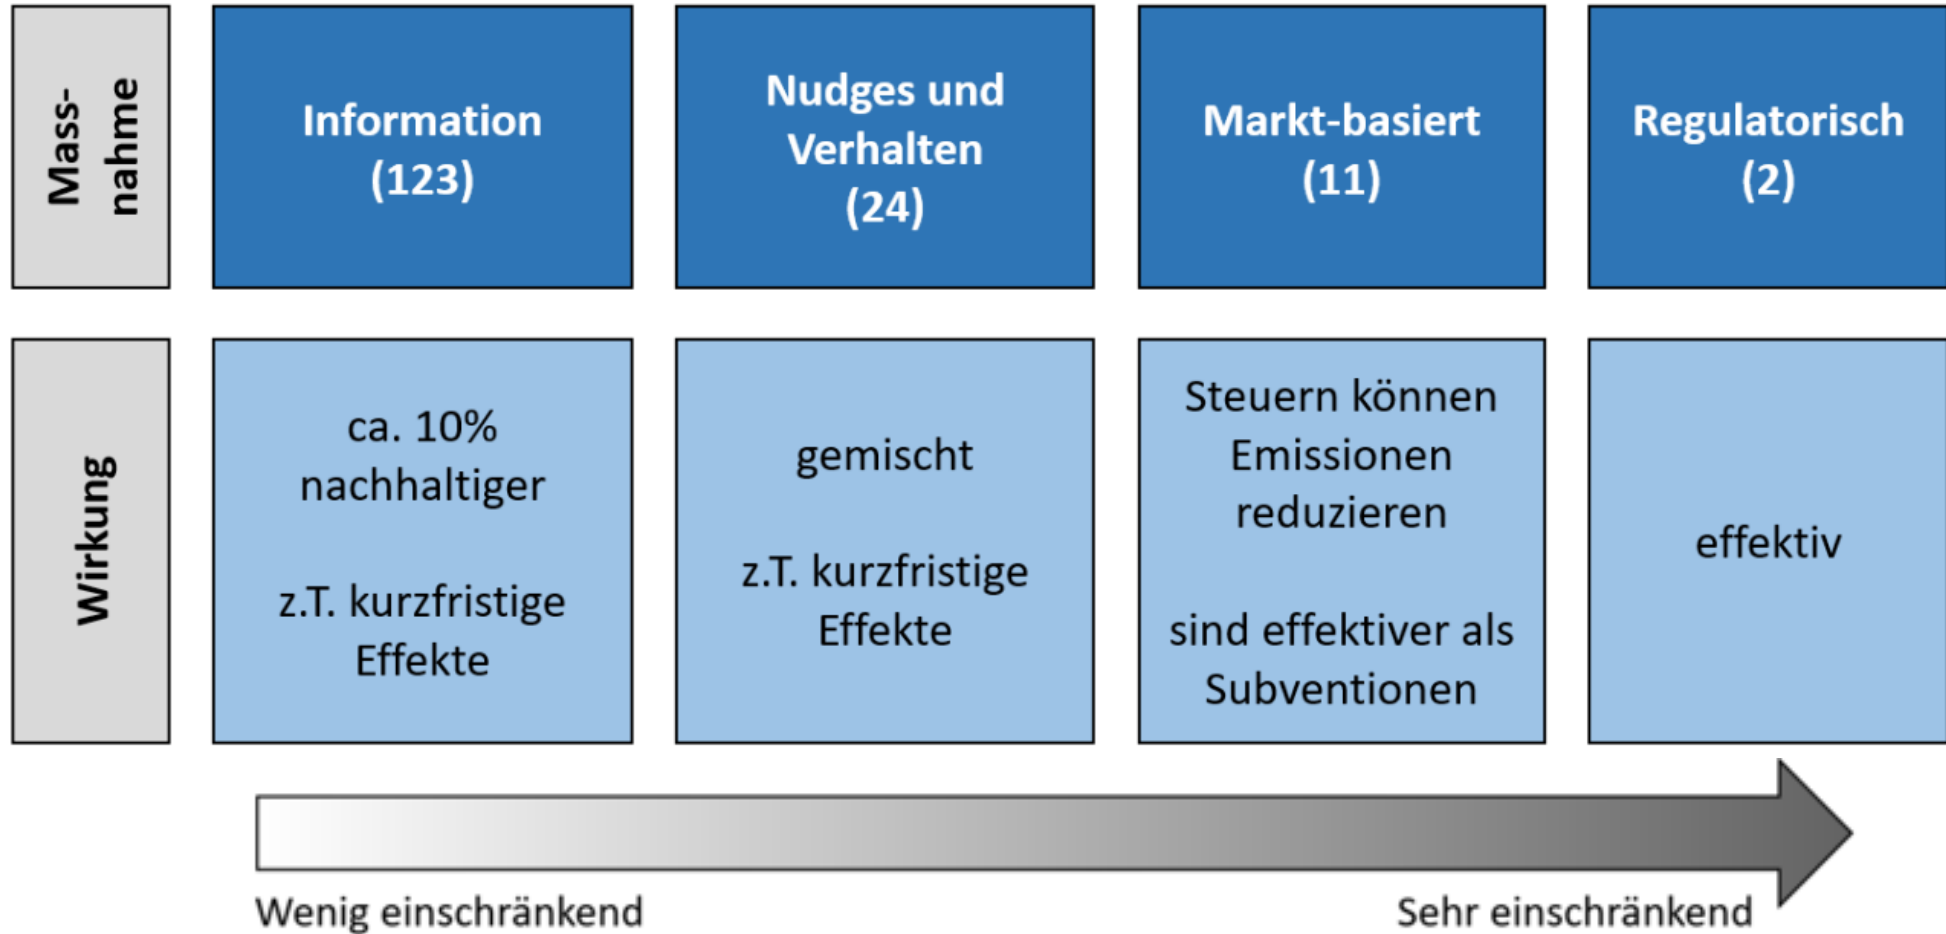 Mass-
nahme
Information
(123)
Nudges und
Verhalten
(24)
Markt-basiert
(11)
Regulatorisch
(2)
Wirkung
ca. 10%
nachhaltiger
z.T. kurzfristige
Effekte
gemischt
z.T. kurzfristige
Effekte
Steuern können
Emissionen
reduzieren
sind effektiver als
Subventionen
effektiv
Wenig einschränkend
Sehr einschränkend